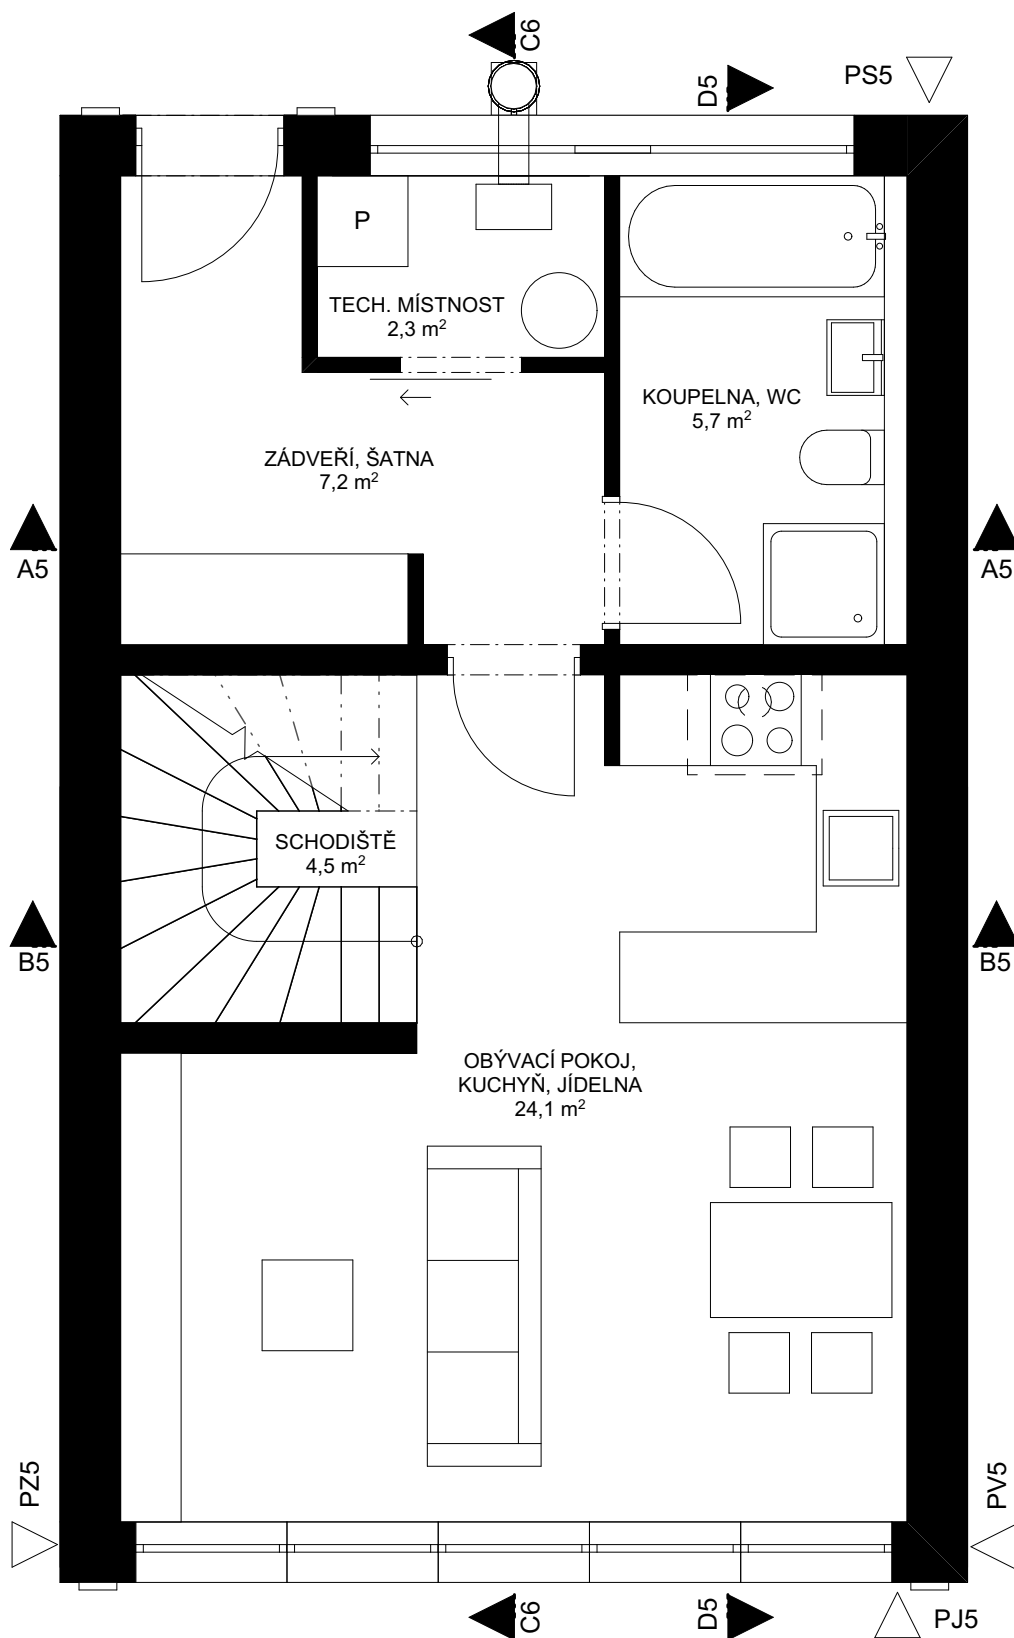 C6
D5
PS5
P
TECH. MÍSTNOST
2,3 m²
KOUPELNA, WC
5,7 m²
ZÁDVEŘÍ, ŠATNA
7,2 m²
A5
A5
SCHODIŠTĚ
4,5 m²
B5
B5
OBÝVACÍ POKOJ,
KUCHYŇ, JÍDELNA
24,1 m²
PZ5
PV5
C6
D5
PJ5